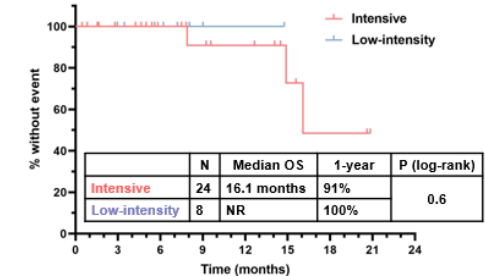 Intensive
Low-intensity
% without event
100
80
60
40
20
0
N Median OS 1-year P (log-rank)
Intensive 24 16.1 months 91% 0.6
Low-intensity 8 NR 100%
0 3 6 9 12 15 18 21 24
Time (months)